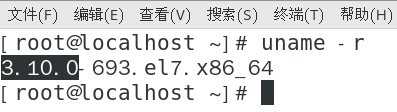 文件(F) 编辑(E) 查看(V) 搜索(S) 终端(T) 帮助(H)
[root@localhost ~]# uname -r
3.10.0-693.el7.x86_64
[root@localhost ~]#